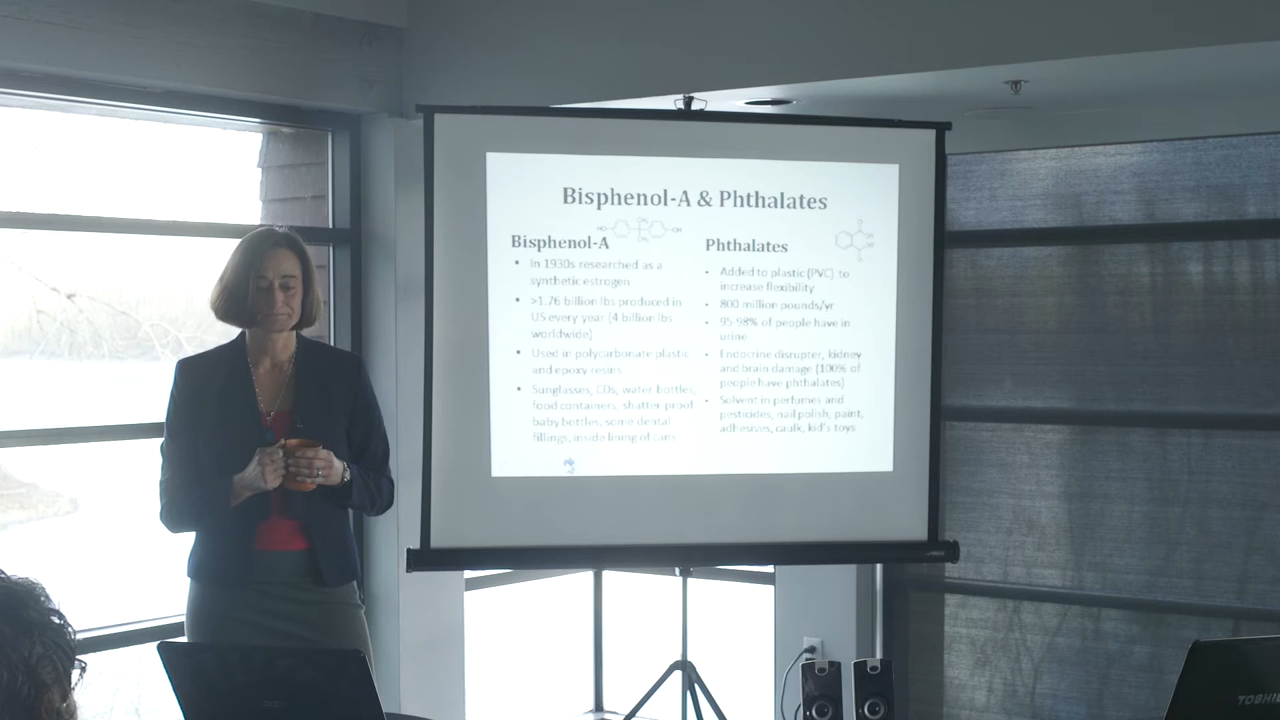 Bisphenol-A & Phthalates
Bisphenol-A
• In 1930s researched as a
synthetic estrogen
• >1.76 billion lbs produced in
US every year (4 billion lbs
worldwide)
• Used in polycarbonate plastic
and epoxy resins
• Sunglasses, CDs, water bottles,
food containers, shatter proof
baby bottles, some dental
fillings, inside lining of cans
Phthalates
• Added to plastic (PVC) to
increase flexibility
• 800 million pounds/yr
• 95-98% of people have in
urine
• Endocrine disrupter, kidney
and brain damage (100% of
people have phthalates)
• Solvent in perfumes and
pesticides, nail polish, paint,
adhesives, caulk, kid's toys
TOSHIB